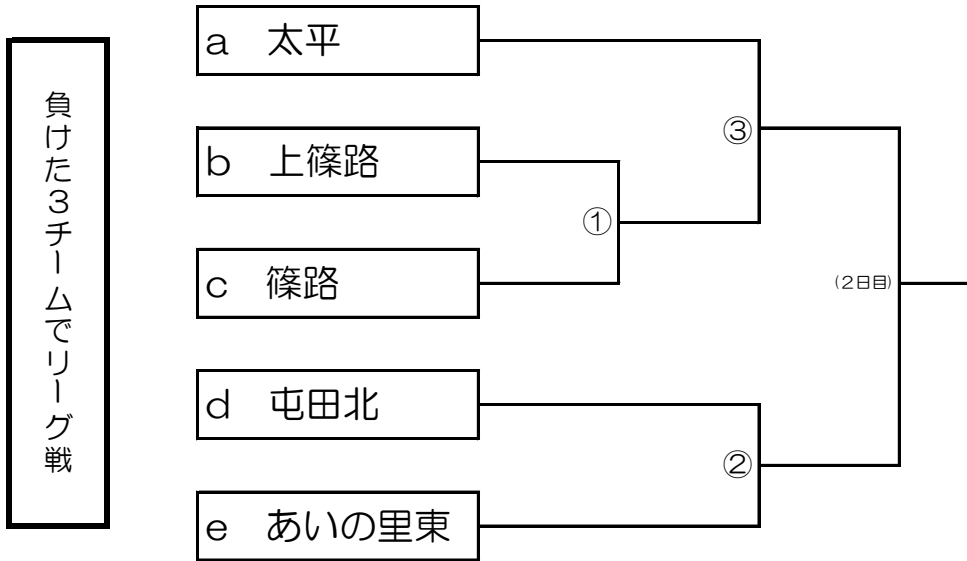 負けた3チームでリーグ戦
a 太平
b 上篠路
c 篠路
d 屯田北
e あいの里東
③
①
(2日目)
②